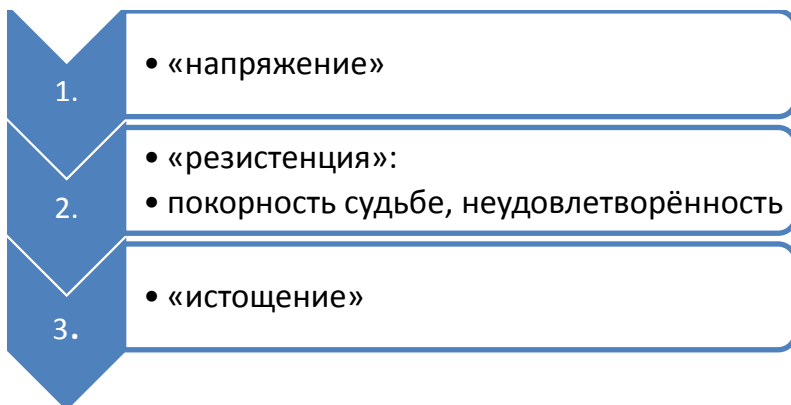 1.
• «напряжение»
2.
• «резистенция»:
• покорность судьбе, неудовлетворённость
3.
• «истощение»